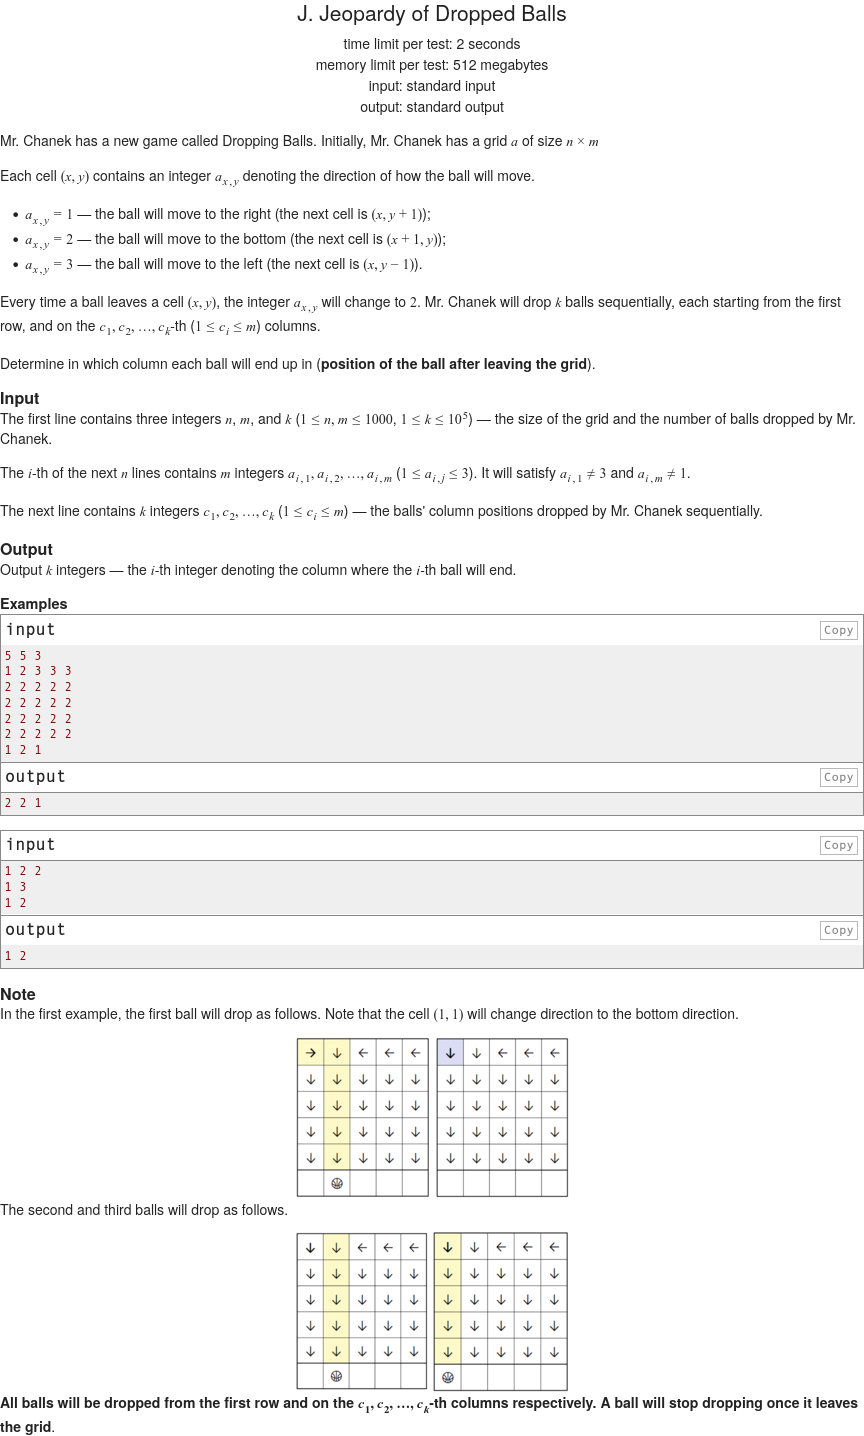 J. Jeopardy of Dropped Balls
time limit per test: 2 seconds
memory limit per test: 512 megabytes
input: standard input
output: standard output
Mr. Chanek has a new game called Dropping Balls. Initially, Mr. Chanek has a grid a of size n × m
Each cell (x, y) contains an integer a_{x,y} denoting the direction of how the ball will move.
• a_{x,y} = 1 — the ball will move to the right (the next cell is (x, y + 1));
• a_{x,y} = 2 — the ball will move to the bottom (the next cell is (x + 1, y));
• a_{x,y} = 3 — the ball will move to the left (the next cell is (x, y − 1)).
Every time a ball leaves a cell (x, y), the integer a_{x,y} will change to 2. Mr. Chanek will drop k balls sequentially, each starting from the first
row, and on the c_1, c_2, …, c_k-th (1 ≤ c_i ≤ m) columns.
Determine in which column each ball will end up in (position of the ball after leaving the grid).
Input
The first line contains three integers n, m, and k (1 ≤ n, m ≤ 1000, 1 ≤ k ≤ 10^5) — the size of the grid and the number of balls dropped by Mr.
Chanek.
The i-th of the next n lines contains m integers a_{i,1}, a_{i,2}, …, a_{i,m} (1 ≤ a_{i,j} ≤ 3). It will satisfy a_{i,1} ≠ 3 and a_{i,m} ≠ 1.
The next line contains k integers c_1, c_2, …, c_k (1 ≤ c_i ≤ m) — the balls' column positions dropped by Mr. Chanek sequentially.
Output
Output k integers — the i-th integer denoting the column where the i-th ball will end.
Examples
input Copy
5 5 3
1 2 3 3 3
2 2 2 2 2
2 2 2 2 2
2 2 2 2 2
2 2 2 2 2
1 2 1
output Copy
2 2 1
input Copy
1 2 2
1 3
1 2
output Copy
1 2
Note
In the first example, the first ball will drop as follows. Note that the cell (1, 1) will change direction to the bottom direction.
The second and third balls will drop as follows.
All balls will be dropped from the first row and on the c_1, c_2, …, c_k-th columns respectively. A ball will stop dropping once it leaves
the grid.